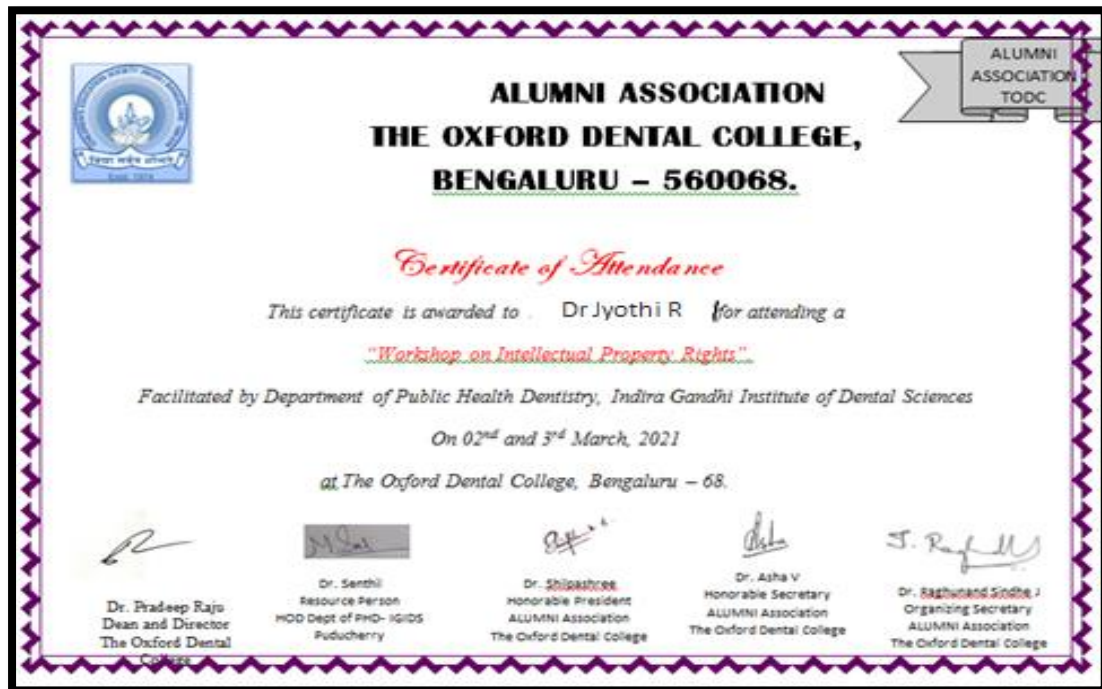 ALUMNI
ASSOCIATION
TODC
ALUMNI ASSOCIATION
THE OXFORD DENTAL COLLEGE,
BENGALURU – 560068.
Certificate of Attendance
This certificate is awarded to . Dr Jyothi R for attending a
"Workshop on Intellectual Property Rights".
Facilitated by Department of Public Health Dentistry, Indira Gandhi Institute of Dental Sciences
On 02nd and 3rd March, 2021
at The Oxford Dental College, Bengaluru – 68.
Dr. Pradeep Raju
Dean and Director
The Oxford Dental
College
Dr. Senthil
Resource Person
HOD Dept of PHD- IGIDS
Puducherry
Dr. Shilpashree
Honorable President
ALUMNI Association
The Oxford Dental College
Dr. Asha V
Honorable Secretary
ALUMNI Association
The Oxford Dental College
Dr. Raghunand Sindhe J
Organizing Secretary
ALUMNI Association
The Oxford Dental College